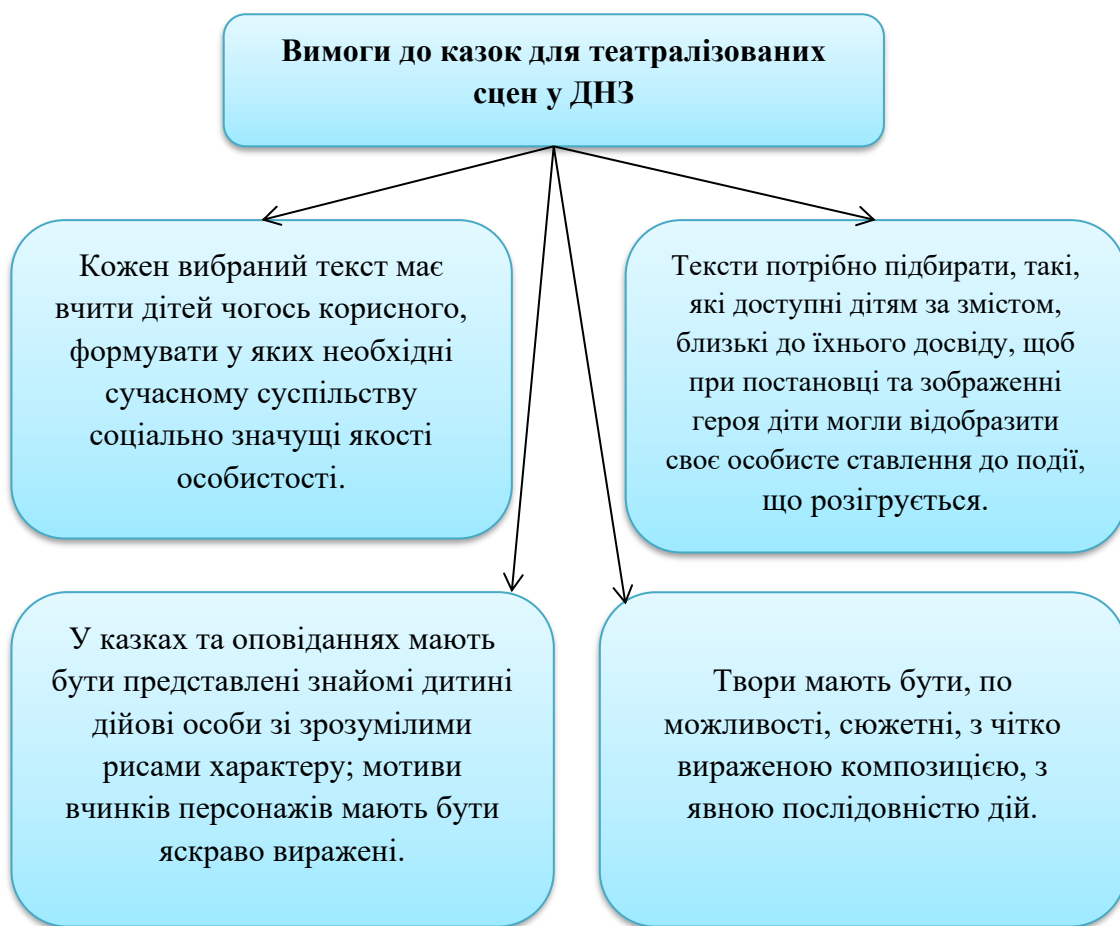 Вимоги до казок для театралізованих
сцен у ДНЗ
Кожен вибраний текст має
вчити дітей чогось корисного,
формувати у яких необхідні
сучасному суспільству
соціально значущі якості
особистості.
Тексти потрібно підбирати, такі,
які доступні дітям за змістом,
близькі до їхнього досвіду, щоб
при постановці та зображенні
героя діти могли відобразити
своє особисте ставлення до події,
що розігрується.
У казках та оповіданнях мають
бути представлені знайомі дитині
дійові особи зі зрозумілими
рисами характеру; мотиви
вчинків персонажів мають бути
яскраво виражені.
Твори мають бути, по
можливості, сюжетні, з чітко
вираженою композицією, з
явною послідовністю дій.